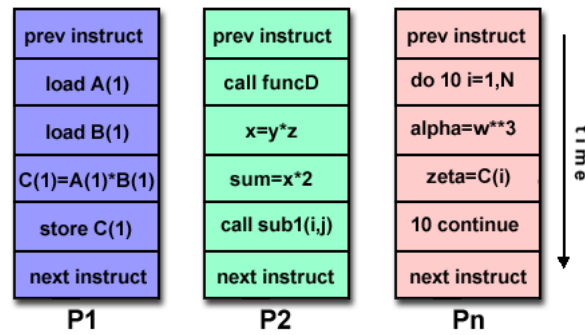 prev instruct
load A(1)
load B(1)
C(1)=A(1)*B(1)
store C(1)
next instruct
P1
prev instruct
call funcD
x=y*z
sum=x*2
call sub1(i,j)
next instruct
P2
prev instruct
do 10 i=1,N
alpha=w**3
zeta=C(i)
10 continue
next instruct
Pn
time